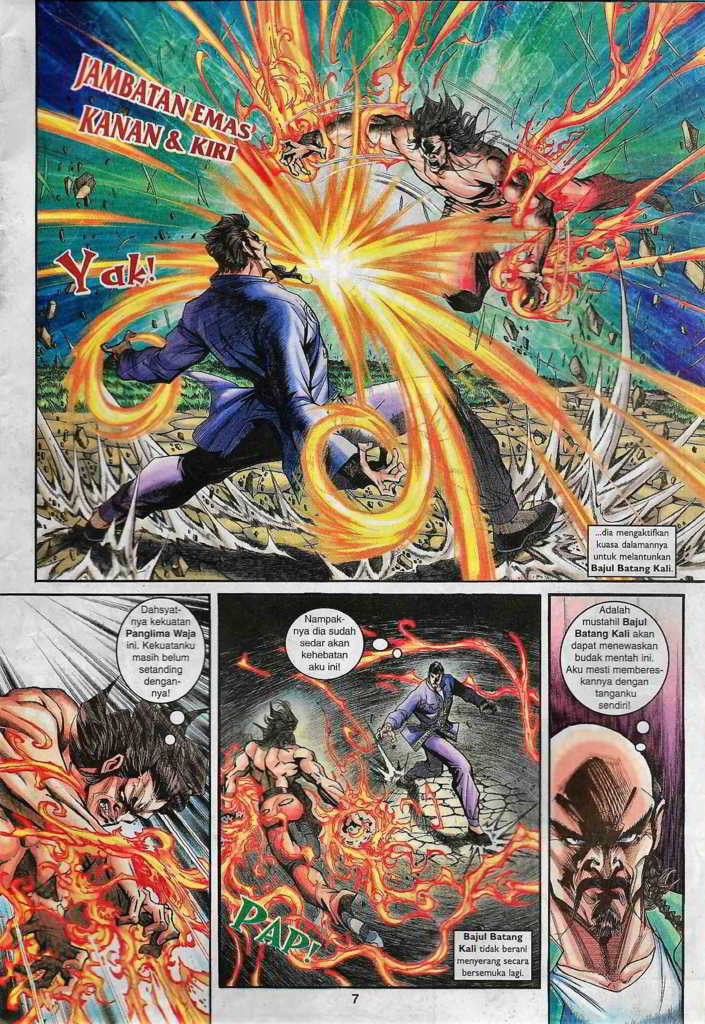 JAMBATAN EMAS
KANAN & KIRI
Yak!
...dia mengaktifkan
kuasa dalamannya
untuk melantunkan
Bajul Batang Kali.
Dahsyat-
nya kekuatan
Panglima Waja
ini. Kekuatanku
masih belum
setanding
dengan-
nya!
Nampak-
nya dia sudah
sedar akan
kehebatan
aku ini!
PAP!
Bajul Batang
Kali tidak berani
menyerang secara
bersemuka lagi.
Adalah
mustahil Bajul
Batang Kali akan
dapat menewaskan
budak mentah ini.
Aku mesti memberes-
kannya dengan
tanganku
sendiri!
7